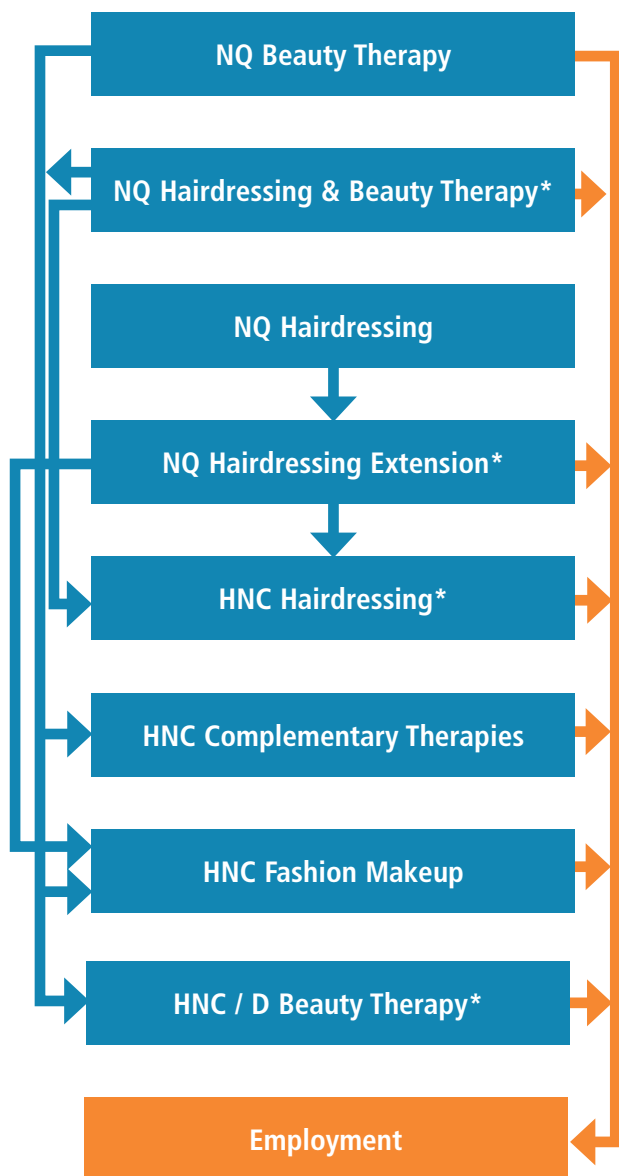 NQ Beauty Therapy
NQ Hairdressing & Beauty Therapy*
NQ Hairdressing
NQ Hairdressing Extension*
HNC Hairdressing*
HNC Complementary Therapies
HNC Fashion Makeup
HNC / D Beauty Therapy*
Employment